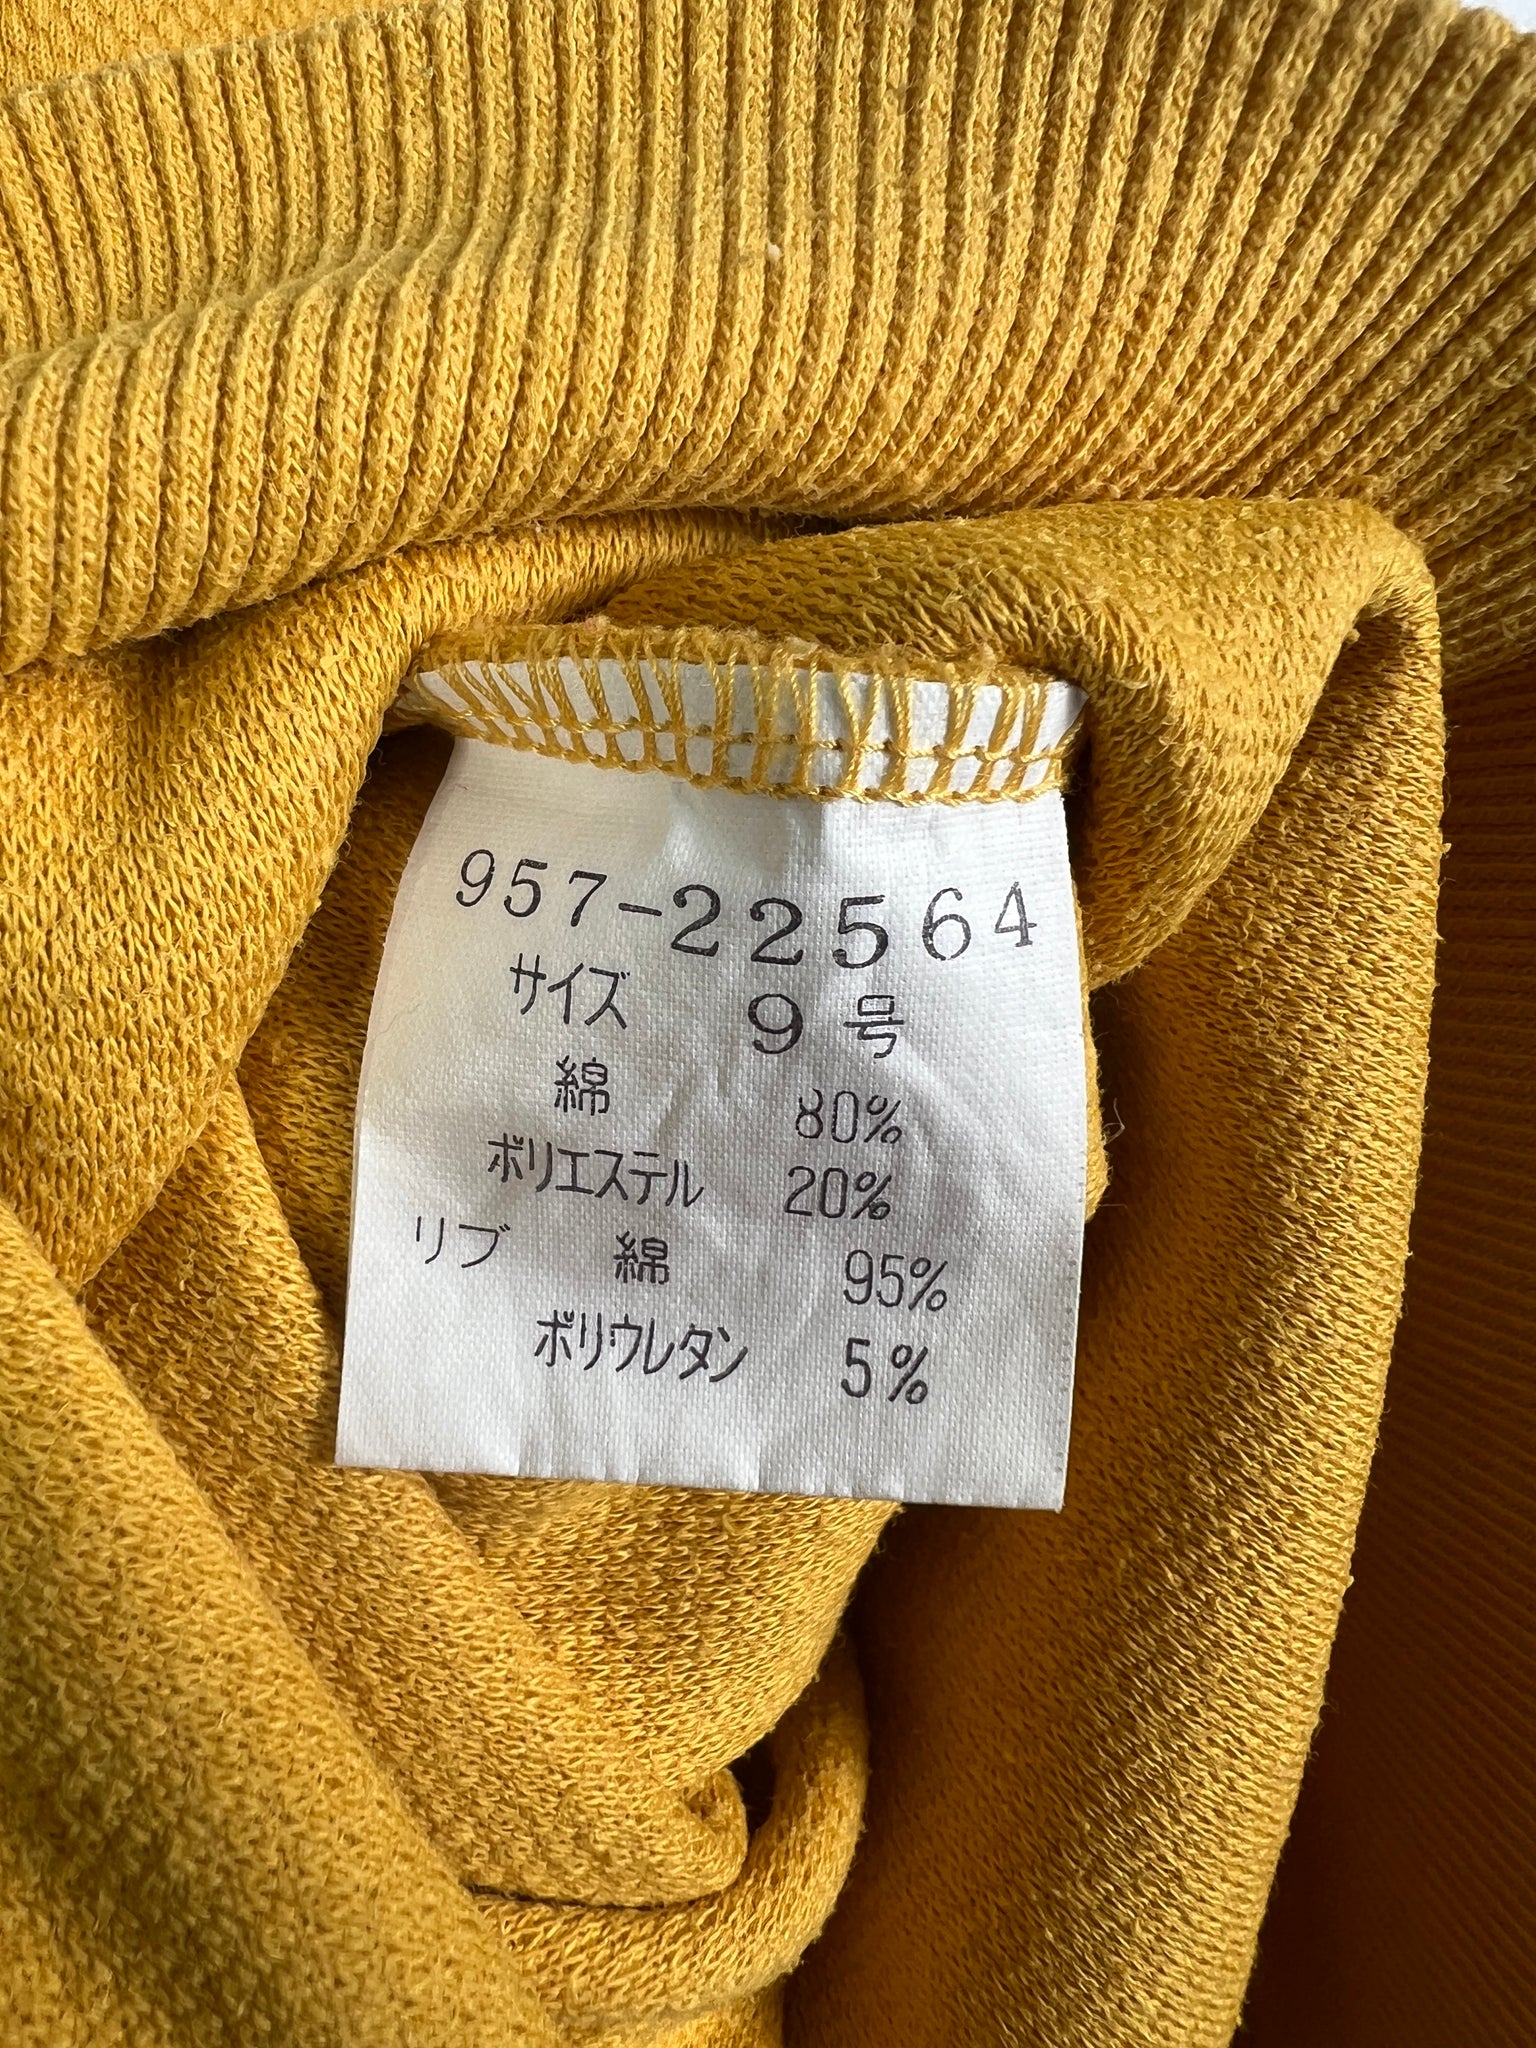 957-22564
サイズ 9号
綿 80%
ポリエステル 20%
リブ 綿 95%
ポリウレタン 5%